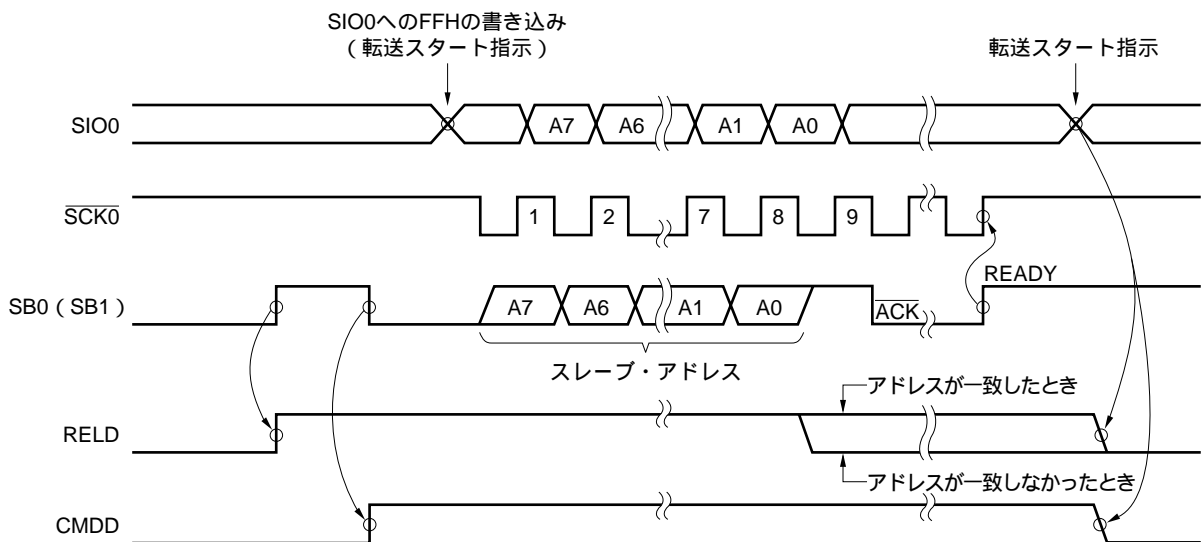 SIO0へのFFHの書き込み
(転送スタート指示)
転送スタート指示
SIO0
A7 A6 A1 A0
SCK0
1 2 7 8 9
READY
SB0(SB1)
A7 A6 A1 A0 ACK
スレーブ・アドレス
アドレスが一致したとき
RELD
アドレスが一致しなかったとき
CMDD